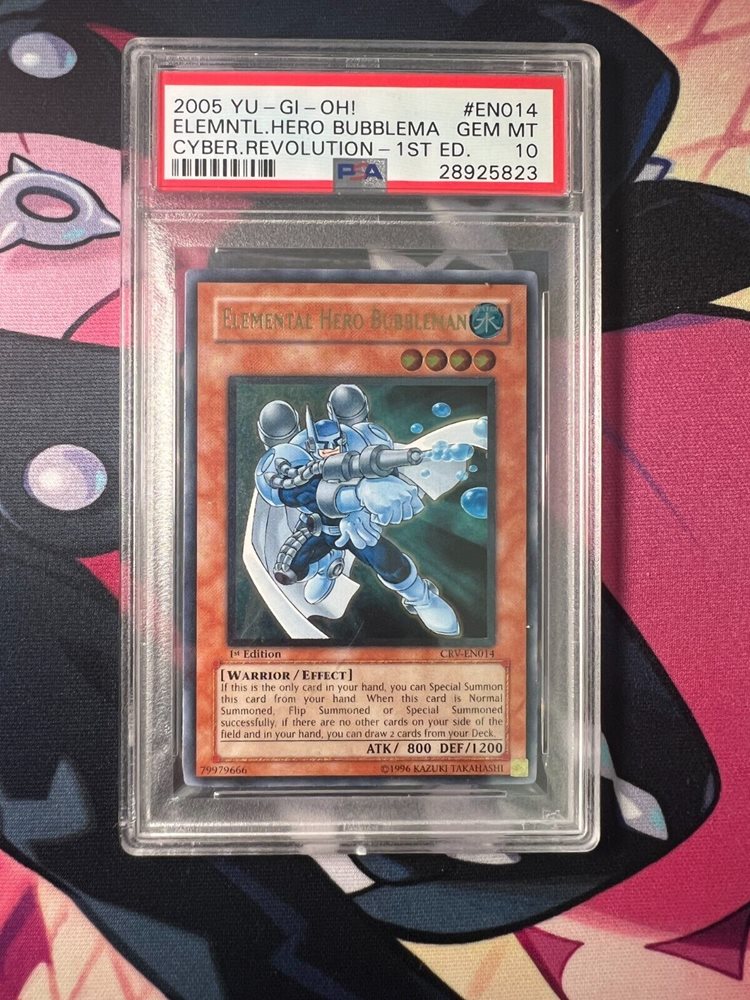 2005 YU-GI-OH! #EN014
ELEMNTL.HERO BUBBLEMA GEM MT
CYBER.REVOLUTION-1ST ED. 10
PSA 28925823
ELEMENTAL HERO BUBBLEMAN 水
1st Edition CRV-EN014
[WARRIOR/EFFECT]
If this is the only card in your hand, you can Special Summon
this card from your hand. When this card is Normal
Summoned, Flip Summoned or Special Summoned
successfully, if there are no other cards on your side of the
field and in your hand, you can draw 2 cards from your Deck.
ATK/ 800 DEF/1200
79979666 ©1996 KAZUKI TAKAHASHI